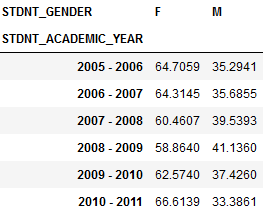 STDNT_GENDER F M
STDNT_ACADEMIC_YEAR
2005 - 2006 64.7059 35.2941
2006 - 2007 64.3145 35.6855
2007 - 2008 60.4607 39.5393
2008 - 2009 58.8640 41.1360
2009 - 2010 62.5740 37.4260
2010 - 2011 66.6139 33.3861